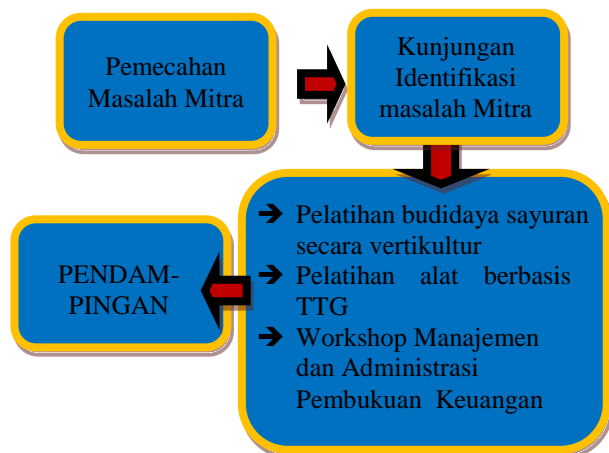 Pemecahan
Masalah Mitra
Kunjungan
Identifikasi
masalah Mitra
➔ Pelatihan budidaya sayuran
secara vertikultur
➔ Pelatihan alat berbasis
TTG
➔ Workshop Manajemen
dan Administrasi
Pembukuan Keuangan
PENDAM-
PINGAN